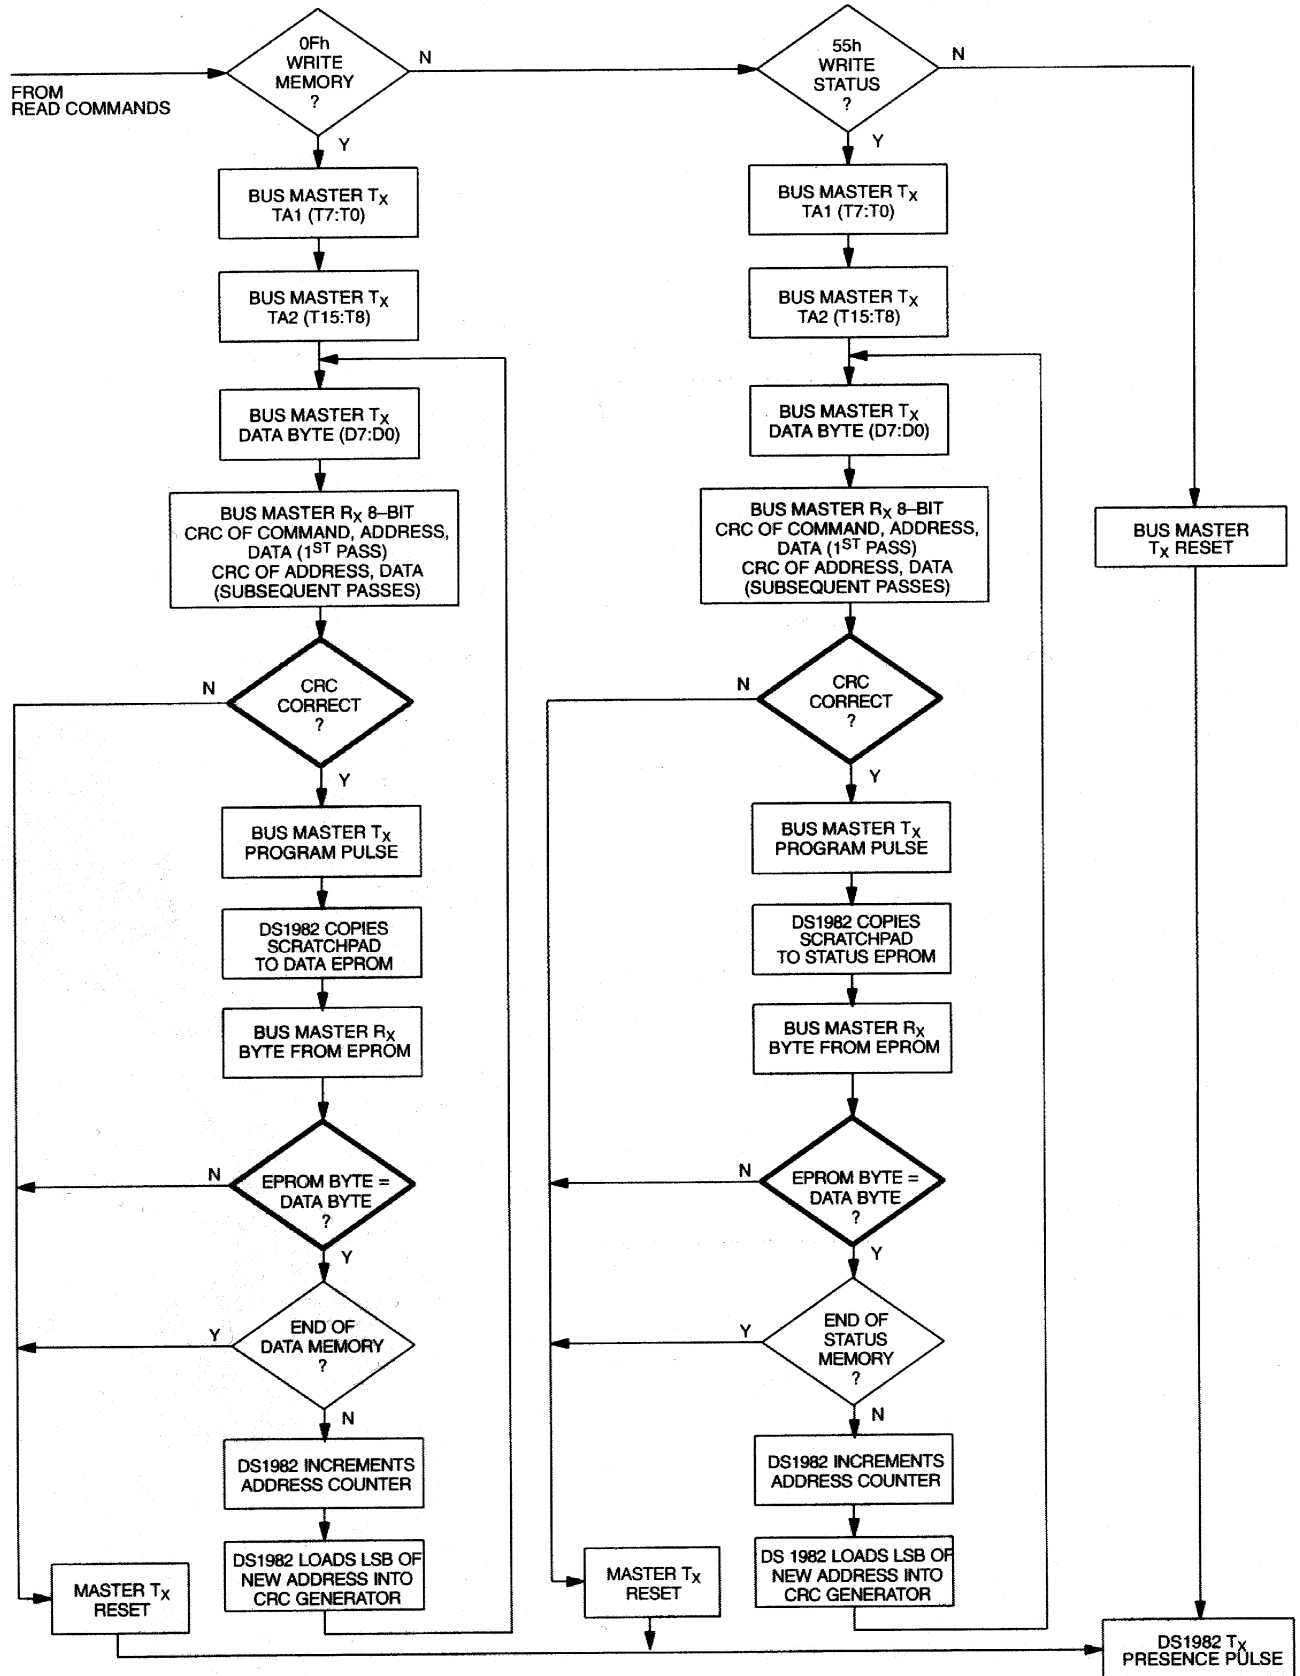 FROM
READ COMMANDS
0Fh
WRITE
MEMORY
?
N
Y
BUS MASTER TX
TA1 (T7:T0)
BUS MASTER TX
TA2 (T15:T8)
BUS MASTER TX
DATA BYTE (D7:D0)
BUS MASTER RX 8–BIT
CRC OF COMMAND, ADDRESS,
DATA (1ST PASS)
CRC OF ADDRESS, DATA
(SUBSEQUENT PASSES)
CRC
CORRECT
?
N
Y
BUS MASTER TX
PROGRAM PULSE
DS1982 COPIES
SCRATCHPAD
TO DATA EPROM
BUS MASTER RX
BYTE FROM EPROM
EPROM BYTE =
DATA BYTE
?
N
Y
END OF
DATA MEMORY
?
Y
N
DS1982 INCREMENTS
ADDRESS COUNTER
DS1982 LOADS LSB OF
NEW ADDRESS INTO
CRC GENERATOR
MASTER TX
RESET
55h
WRITE
STATUS
?
N
Y
BUS MASTER TX
TA1 (T7:T0)
BUS MASTER TX
TA2 (T15:T8)
BUS MASTER TX
DATA BYTE (D7:D0)
BUS MASTER RX 8–BIT
CRC OF COMMAND, ADDRESS,
DATA (1ST PASS)
CRC OF ADDRESS, DATA
(SUBSEQUENT PASSES)
CRC
CORRECT
?
N
Y
BUS MASTER TX
PROGRAM PULSE
DS1982 COPIES
SCRATCHPAD
TO STATUS EPROM
BUS MASTER RX
BYTE FROM EPROM
EPROM BYTE =
DATA BYTE
?
N
Y
END OF
STATUS
MEMORY
?
Y
N
DS1982 INCREMENTS
ADDRESS COUNTER
DS 1982 LOADS LSB OF
NEW ADDRESS INTO
CRC GENERATOR
MASTER TX
RESET
BUS MASTER
TX RESET
DS1982 TX
PRESENCE PULSE